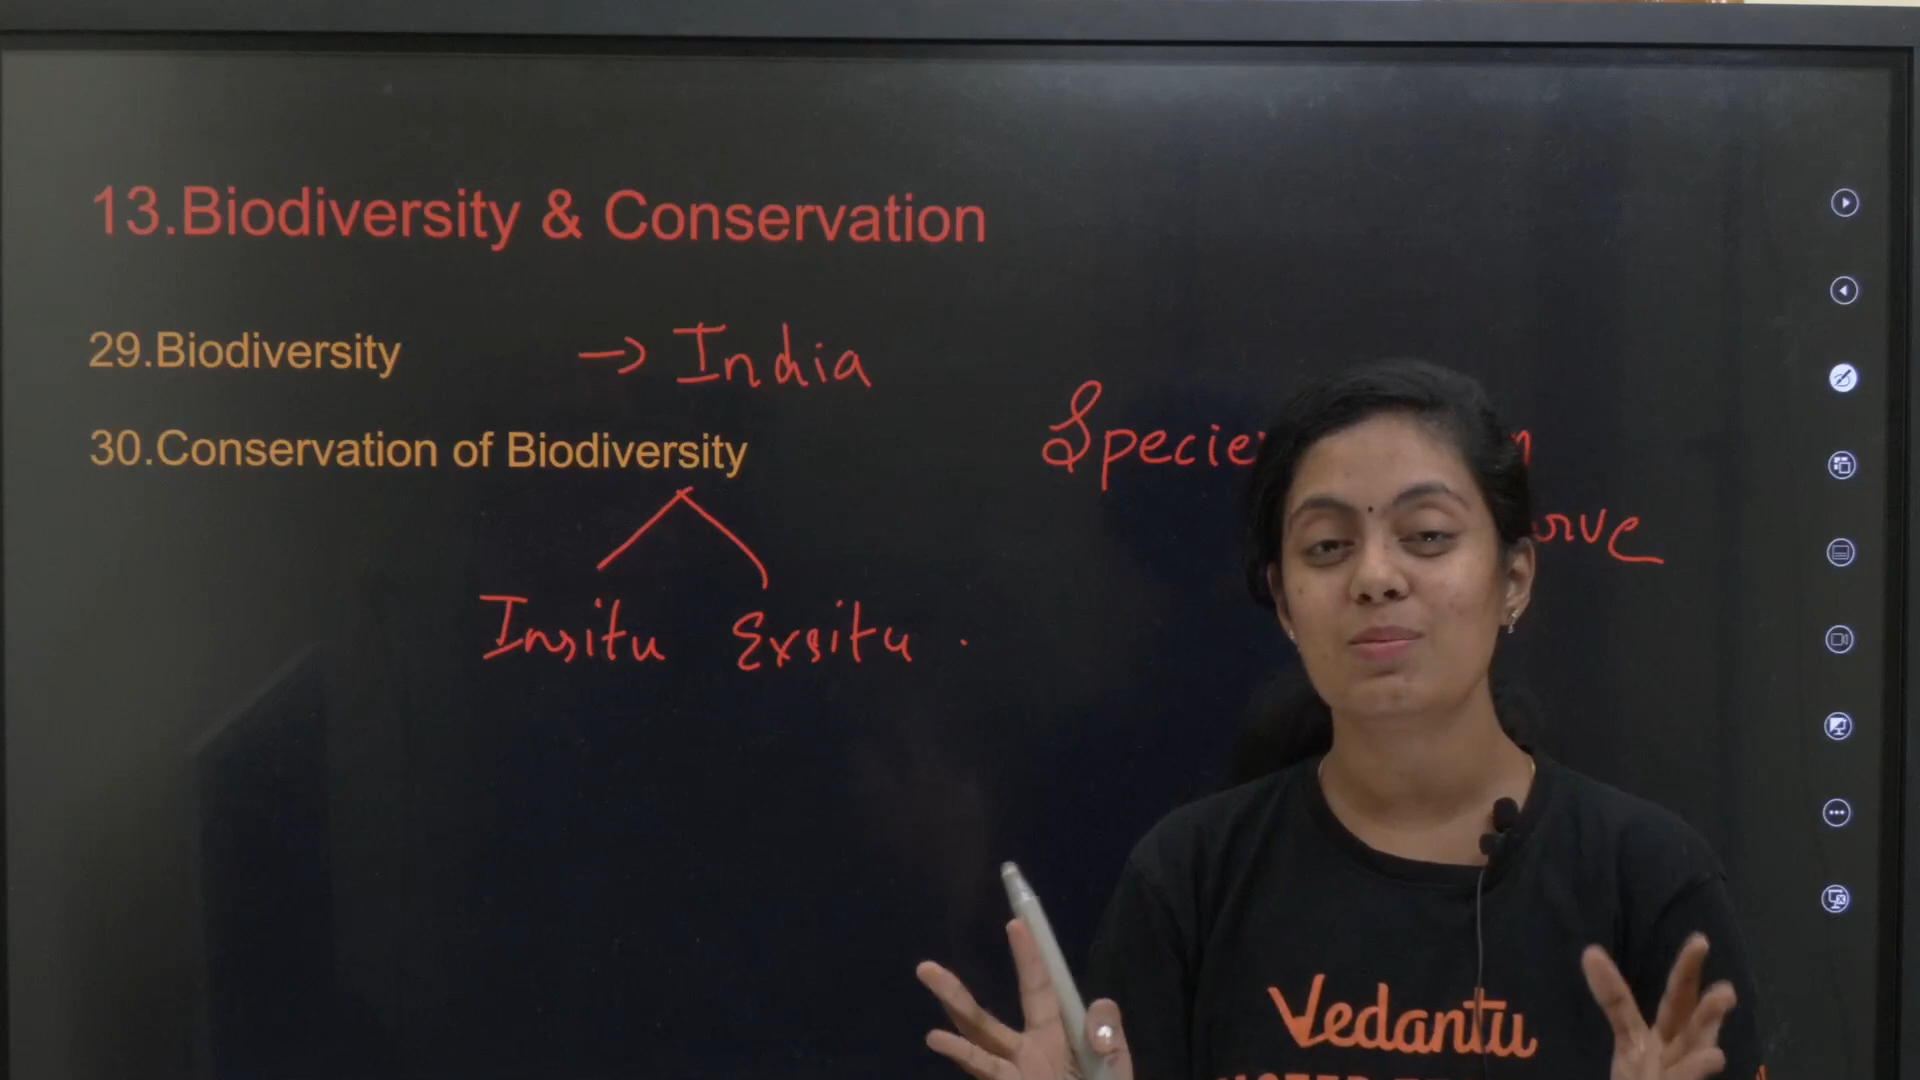 13.Biodiversity & Conservation
29.Biodiversity → India
30.Conservation of Biodiversity
Insitu Exsitu .
Vedantu